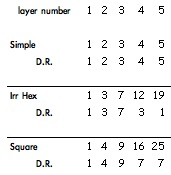 layer number 1 2 3 4 5
Simple 1 2 3 4 5
D.R. 1 2 3 4 5
Irr Hex 1 3 7 12 19
D.R. 1 3 7 3 1
Square 1 4 9 16 25
D.R. 1 4 9 7 7